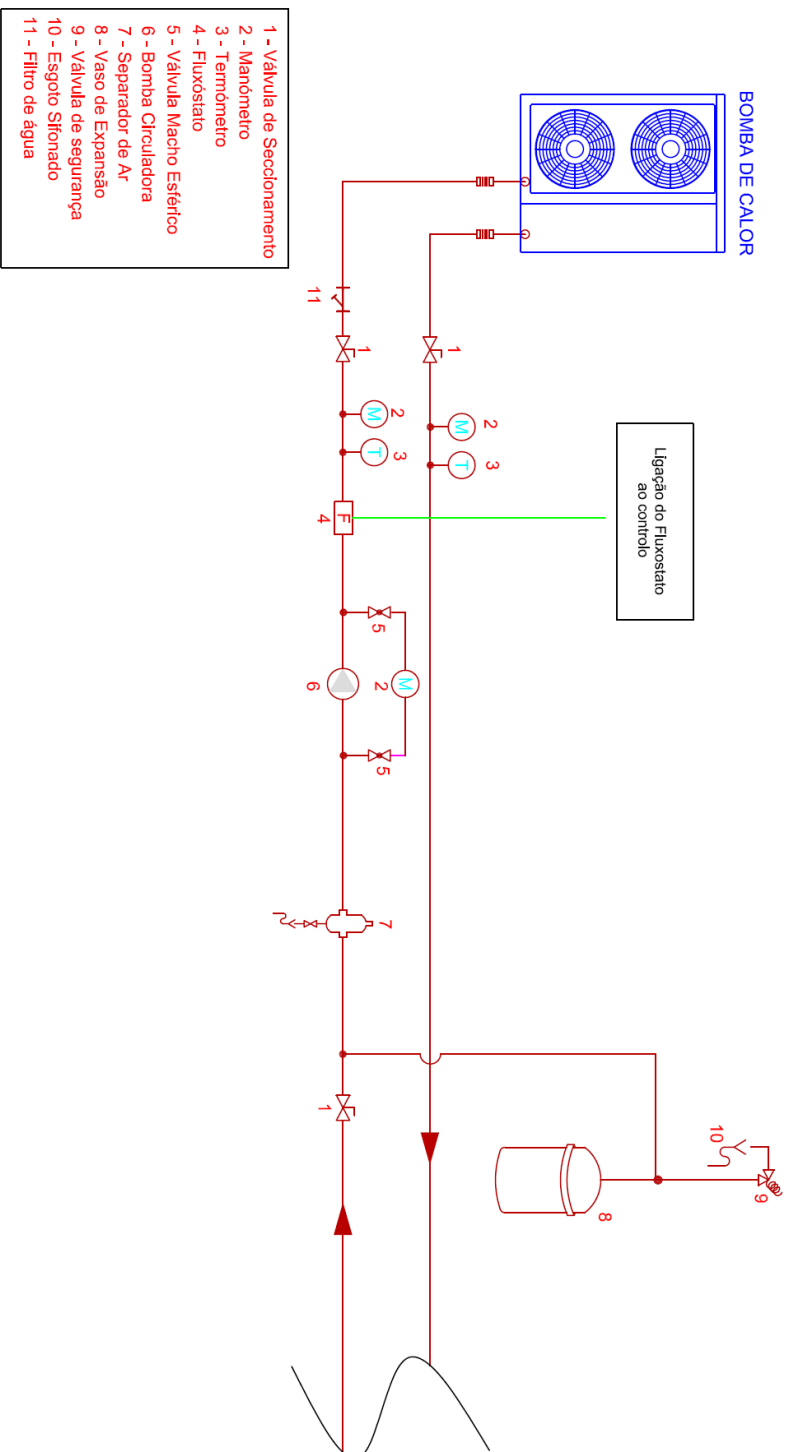 BOMBA DE CALOR
9
10
Ligação do Fluxostato
ao controlo
8
2
3
M
T
1
2
3
M
T
1
M
2
5
5
7
F
4
6
1
11
1 - Válvula de Seccionamento
2 - Manómetro
3 - Termómetro
4 - Fluxóstato
5 - Válvula Macho Esférico
6 - Bomba Circuladora
7 - Separador de Ar
8 - Vaso de Expansão
9 - Válvula de segurança
10 - Esgoto Sifonado
11 - Filtro de água